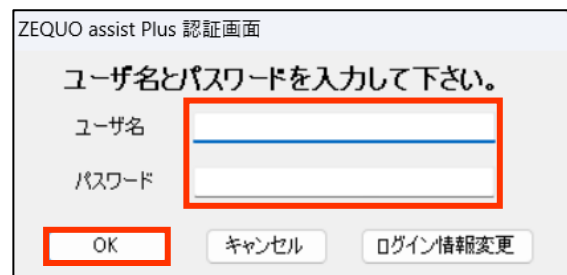 ZEQUO assist Plus 認証画面
ユーザ名とパスワードを入力して下さい。
ユーザ名
パスワード
OK キャンセル ログイン情報変更